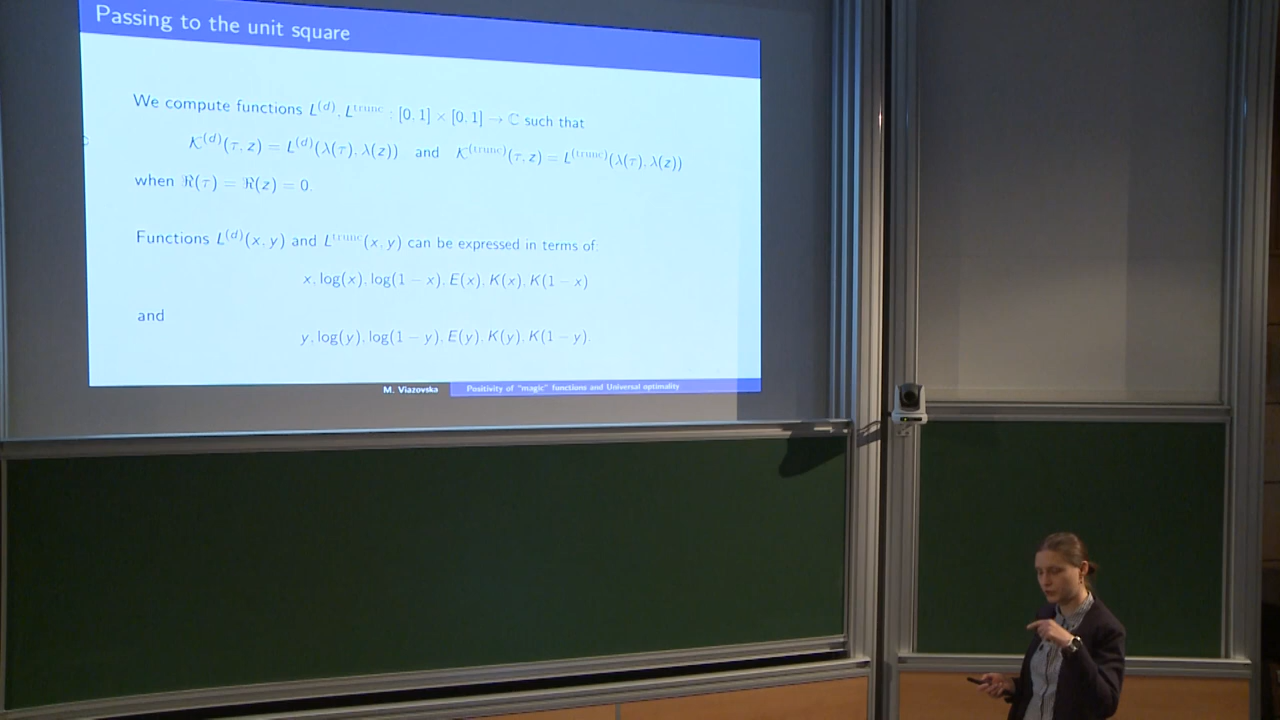 Passing to the unit square
We compute functions L^(d), L^trunc : [0, 1] × [0, 1] → ℂ such that
𝒦^(d)(τ, z) = L^(d)(λ(τ), λ(z)) and 𝒦^(trunc)(τ, z) = L^(trunc)(λ(τ), λ(z))
when ℜ(τ) = ℜ(z) = 0.
Functions L^(d)(x, y) and L^trunc(x, y) can be expressed in terms of:
x, log(x), log(1 − x), E(x), K(x), K(1 − x)
and
y, log(y), log(1 − y), E(y), K(y), K(1 − y).
M. Viazovska Positivity of "magic" functions and Universal optimality